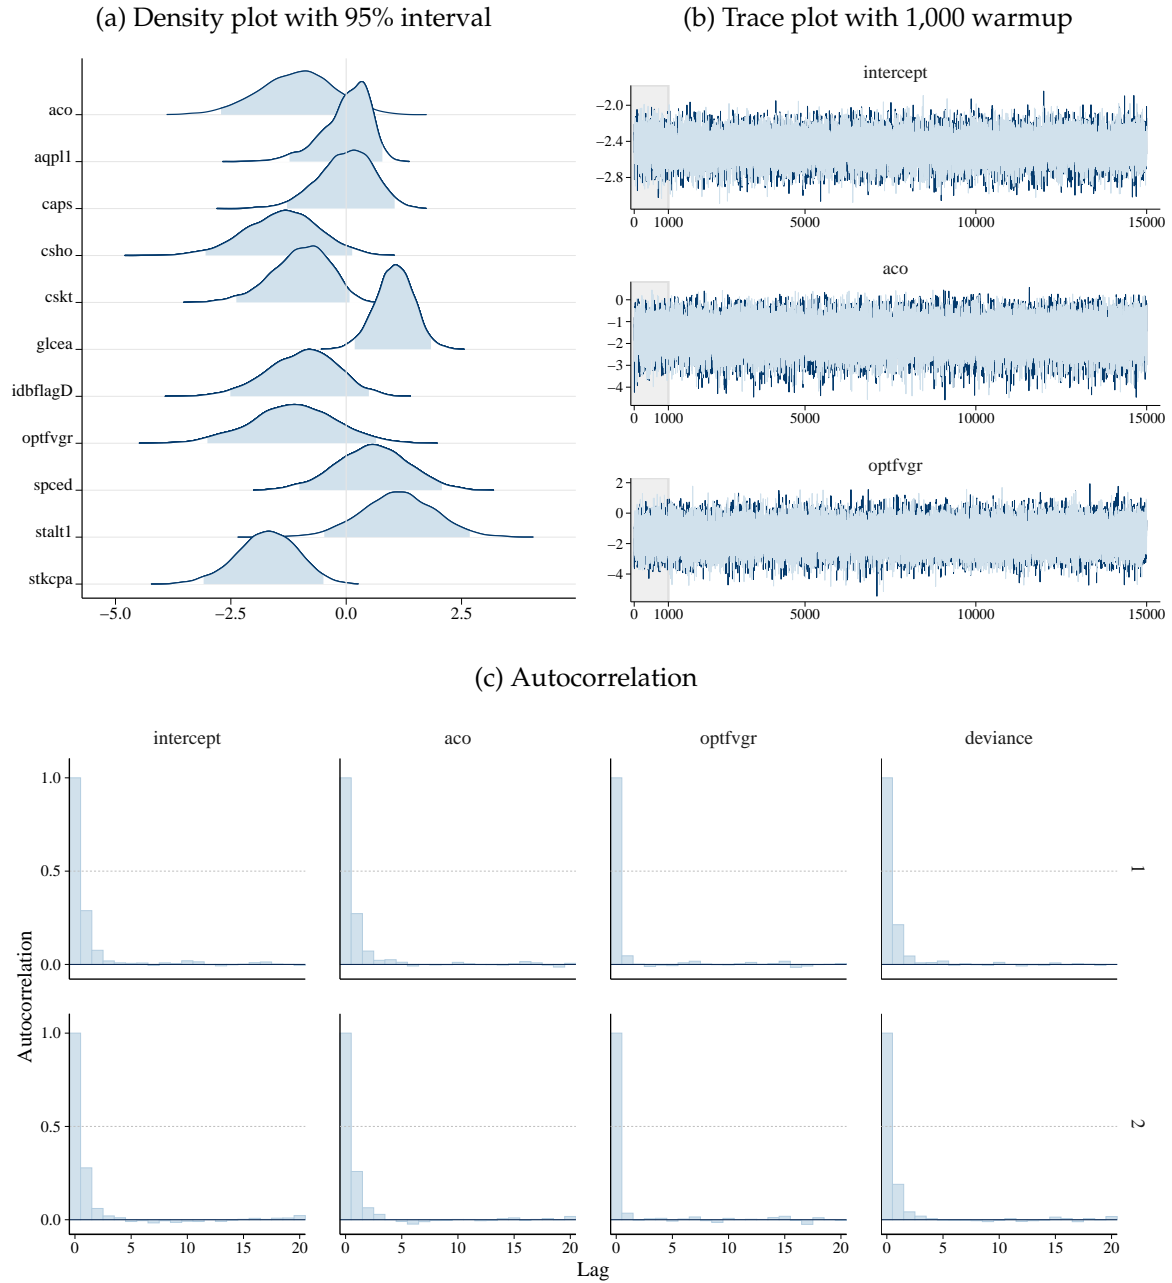 (a) Density plot with 95% interval
aco
aqpl1
caps
csho
cskt
glcea
idbflagD
optfvgr
spced
stalt1
stkcpa
−5.0 −2.5 0.0 2.5
(b) Trace plot with 1,000 warmup
intercept
−2.0
−2.4
−2.8
0 1000 5000 10000 15000
aco
0
−1
−2
−3
−4
0 1000 5000 10000 15000
optfvgr
2
0
−2
−4
0 1000 5000 10000 15000
(c) Autocorrelation
intercept aco optfvgr deviance
Autocorrelation
1.0
0.5
0.0
1
1.0
0.5
0.0
2
0 5 10 15 20 0 5 10 15 20 0 5 10 15 20 0 5 10 15 20
Lag